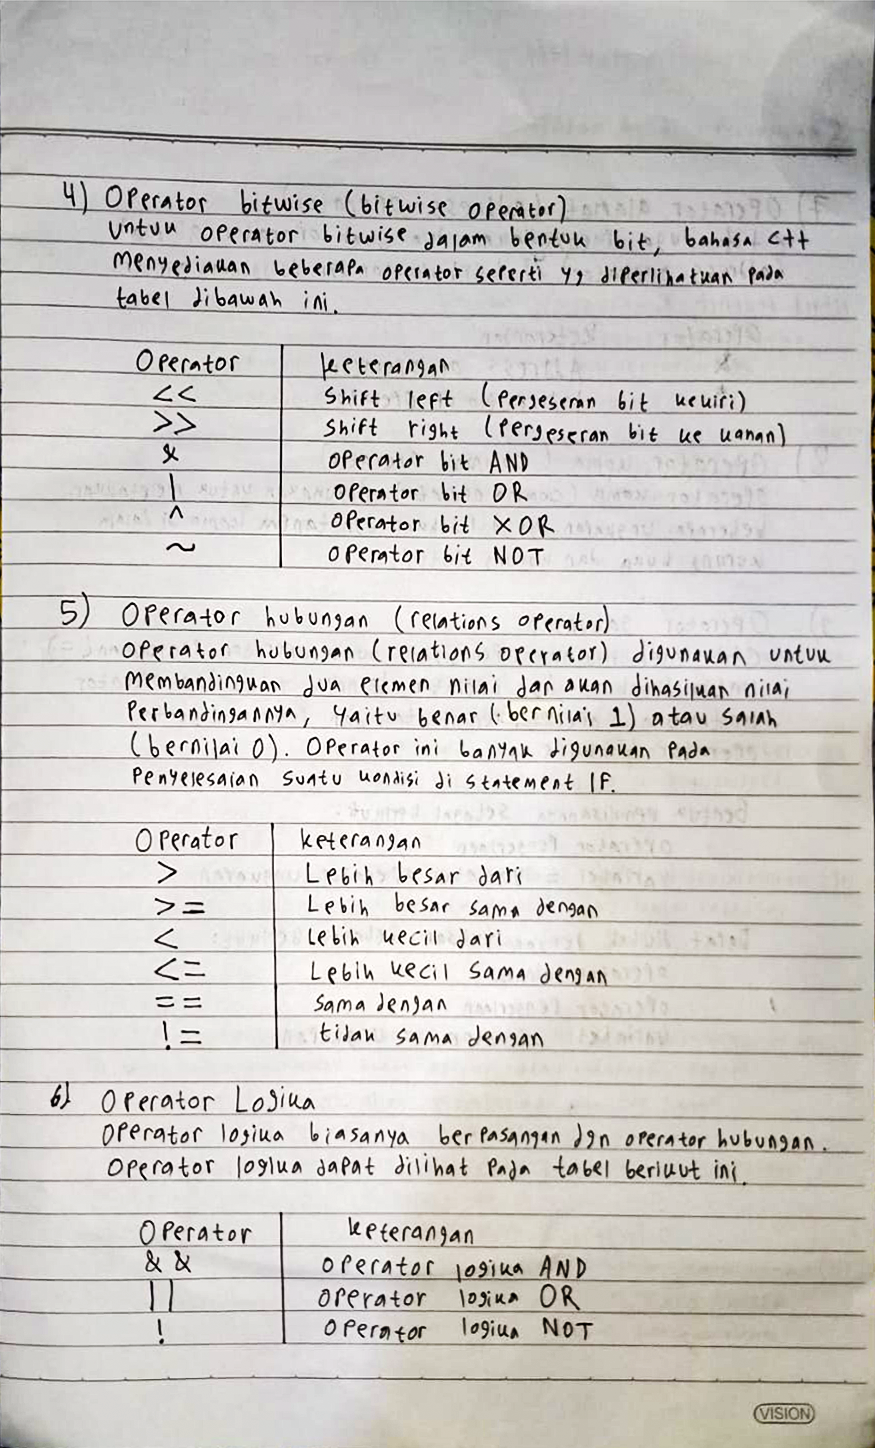 4) Operator bitwise (bitwise operator)
untuk operator bitwise dalam bentuk bit, bahasa C++
menyediakan beberapa operator seperti yg diperlihatkan pada
tabel dibawah ini.
Operator keterangan
<< Shift left (pergeseran bit kekiri)
>> Shift right (pergeseran bit ke kanan)
& operator bit AND
| operator bit OR
^ operator bit XOR
~ operator bit NOT
5) Operator hubungan (relations operator)
operator hubungan (relations operator) digunakan untuk
membandingkan dua elemen nilai dan akan dihasilkan nilai
perbandingannya, yaitu benar (bernilai 1) atau salah
(bernilai 0). Operator ini banyak digunakan pada
penyelesaian suatu kondisi di statement IF.
Operator keterangan
> Lebih besar dari
>= Lebih besar sama dengan
< Lebih kecil dari
<= Lebih kecil sama dengan
== sama dengan
!= tidak sama dengan
6) Operator Logika
operator logika biasanya berpasangan dgn operator hubungan.
Operator logika dapat dilihat pada tabel berikut ini.
Operator keterangan
&& operator logika AND
|| operator logika OR
! operator logika NOT
VISION